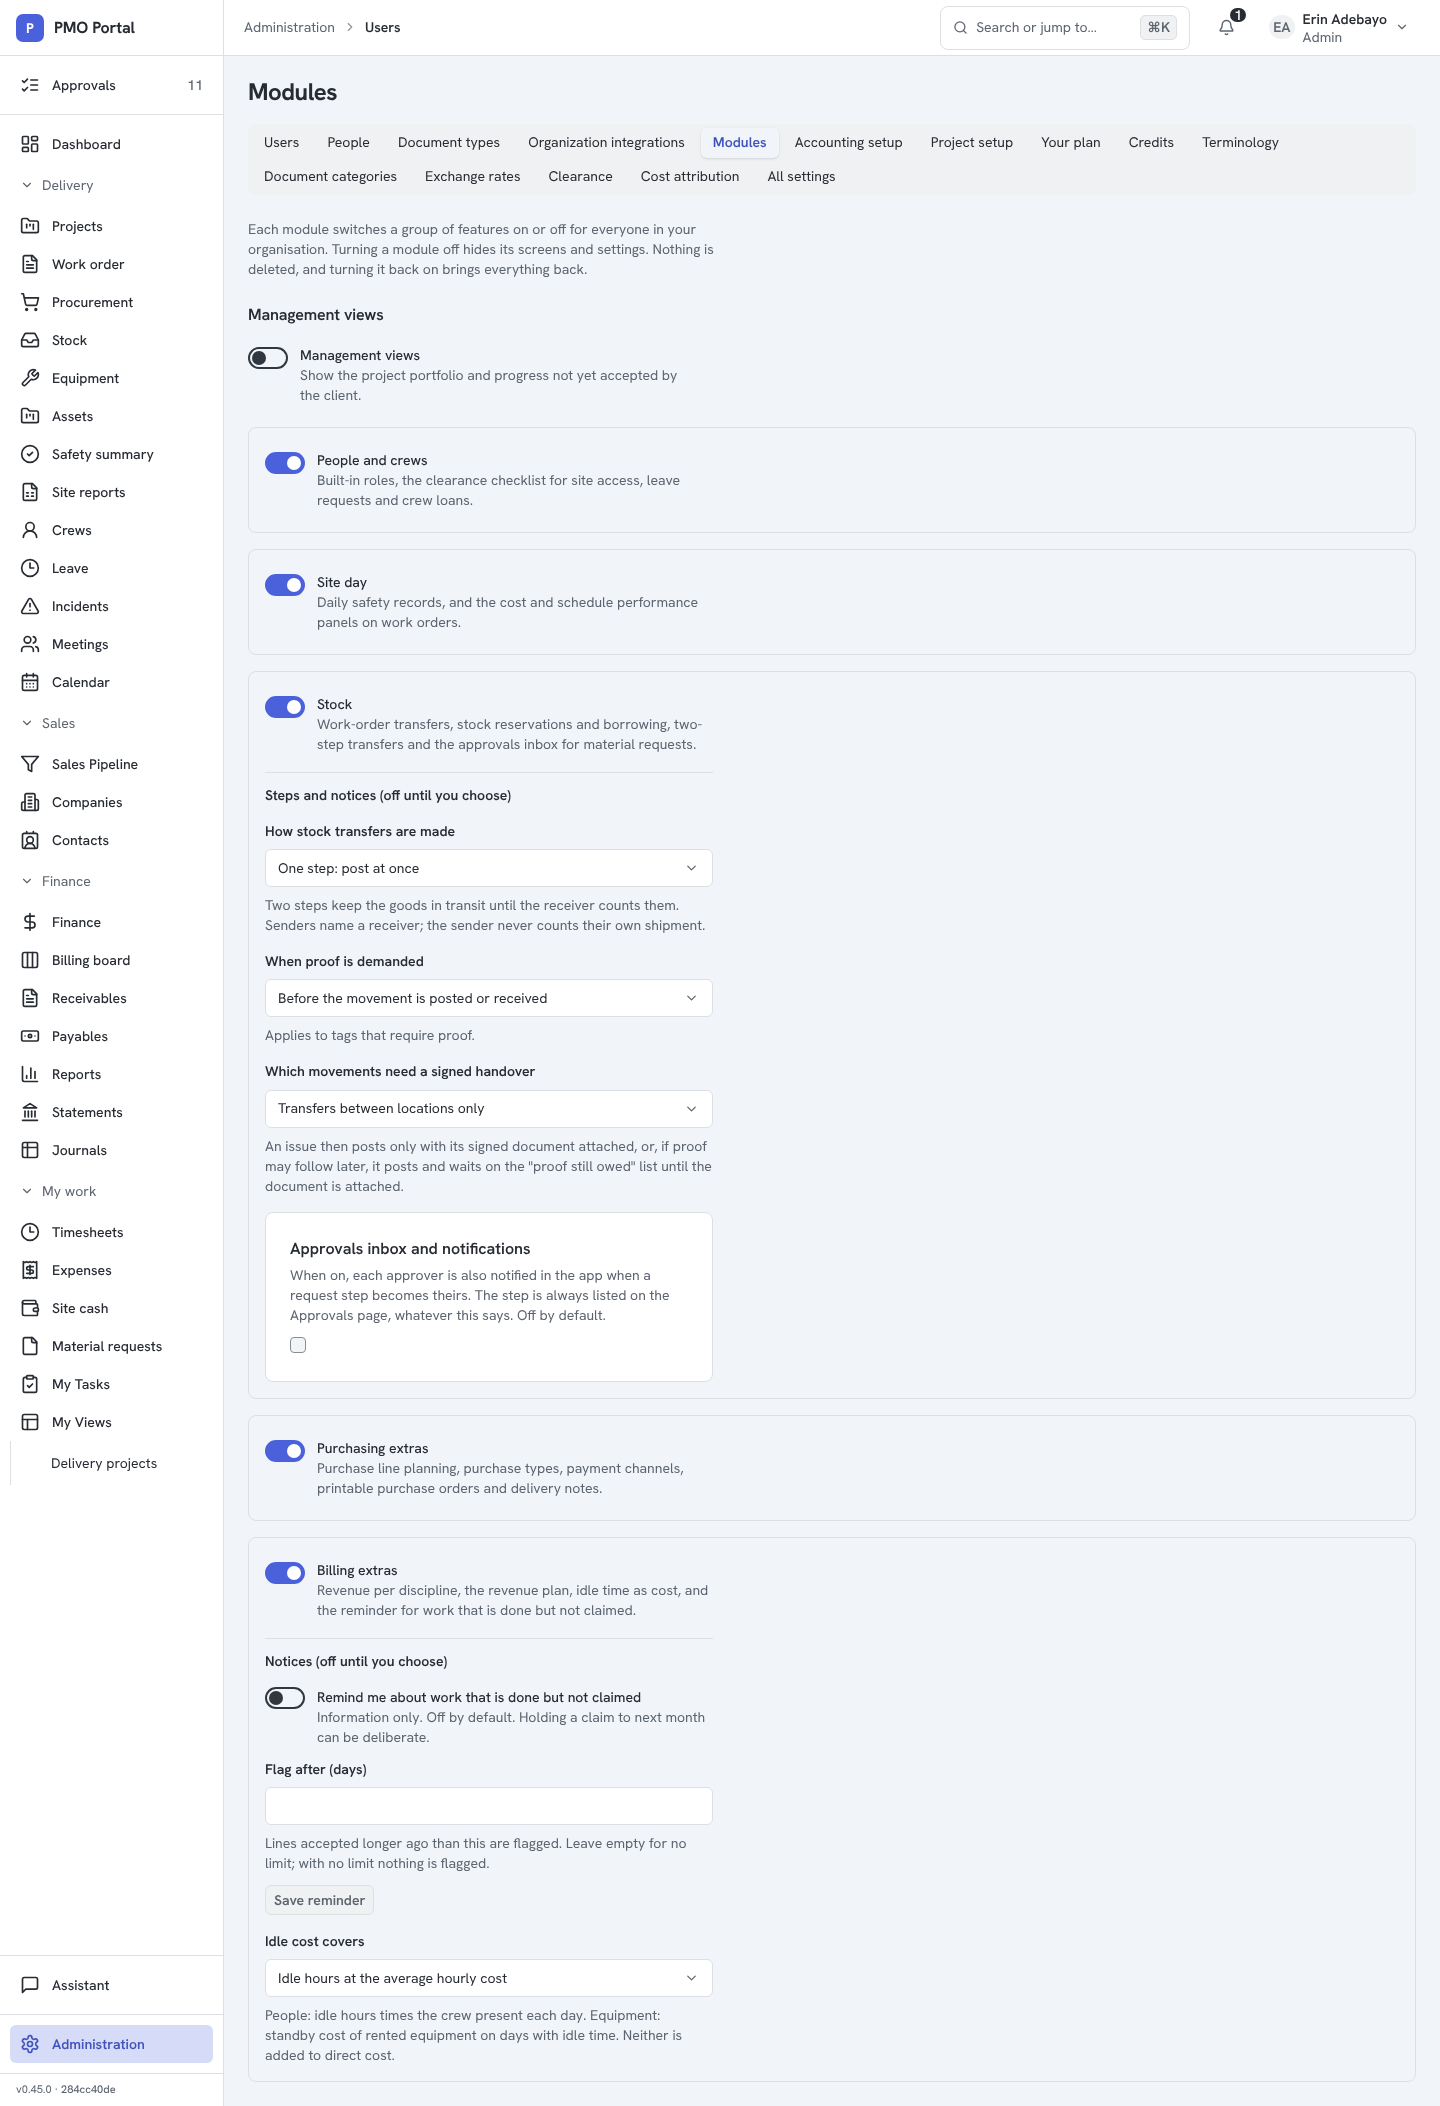 P
PMO Portal
Administration
Users
Search or jump to...
⌘K
1
EA
Erin Adebayo
Admin
Approvals
11
Dashboard
Delivery
Projects
Work order
Procurement
Stock
Equipment
Assets
Safety summary
Site reports
Crews
Leave
Incidents
Meetings
Calendar
Sales
Sales Pipeline
Companies
Contacts
Finance
Finance
Billing board
Receivables
Payables
Reports
Statements
Journals
My work
Timesheets
Expenses
Site cash
Material requests
My Tasks
My Views
Delivery projects
Assistant
Administration
v0.45.0 · 284cc40de
Modules
Users People Document types Organization integrations Modules Accounting setup Project setup Your plan Credits Terminology
Document categories Exchange rates Clearance Cost attribution All settings
Each module switches a group of features on or off for everyone in your
organisation. Turning a module off hides its screens and settings. Nothing is
deleted, and turning it back on brings everything back.
Management views
Management views
Show the project portfolio and progress not yet accepted by
the client.
People and crews
Built-in roles, the clearance checklist for site access, leave
requests and crew loans.
Site day
Daily safety records, and the cost and schedule performance
panels on work orders.
Stock
Work-order transfers, stock reservations and borrowing, two-
step transfers and the approvals inbox for material requests.
Steps and notices (off until you choose)
How stock transfers are made
One step: post at once
Two steps keep the goods in transit until the receiver counts them.
Senders name a receiver; the sender never counts their own shipment.
When proof is demanded
Before the movement is posted or received
Applies to tags that require proof.
Which movements need a signed handover
Transfers between locations only
An issue then posts only with its signed document attached, or, if proof
may follow later, it posts and waits on the "proof still owed" list until the
document is attached.
Approvals inbox and notifications
When on, each approver is also notified in the app when a
request step becomes theirs. The step is always listed on the
Approvals page, whatever this says. Off by default.
Purchasing extras
Purchase line planning, purchase types, payment channels,
printable purchase orders and delivery notes.
Billing extras
Revenue per discipline, the revenue plan, idle time as cost, and
the reminder for work that is done but not claimed.
Notices (off until you choose)
Remind me about work that is done but not claimed
Information only. Off by default. Holding a claim to next month
can be deliberate.
Flag after (days)
Lines accepted longer ago than this are flagged. Leave empty for no
limit; with no limit nothing is flagged.
Save reminder
Idle cost covers
Idle hours at the average hourly cost
People: idle hours times the crew present each day. Equipment:
standby cost of rented equipment on days with idle time. Neither is
added to direct cost.